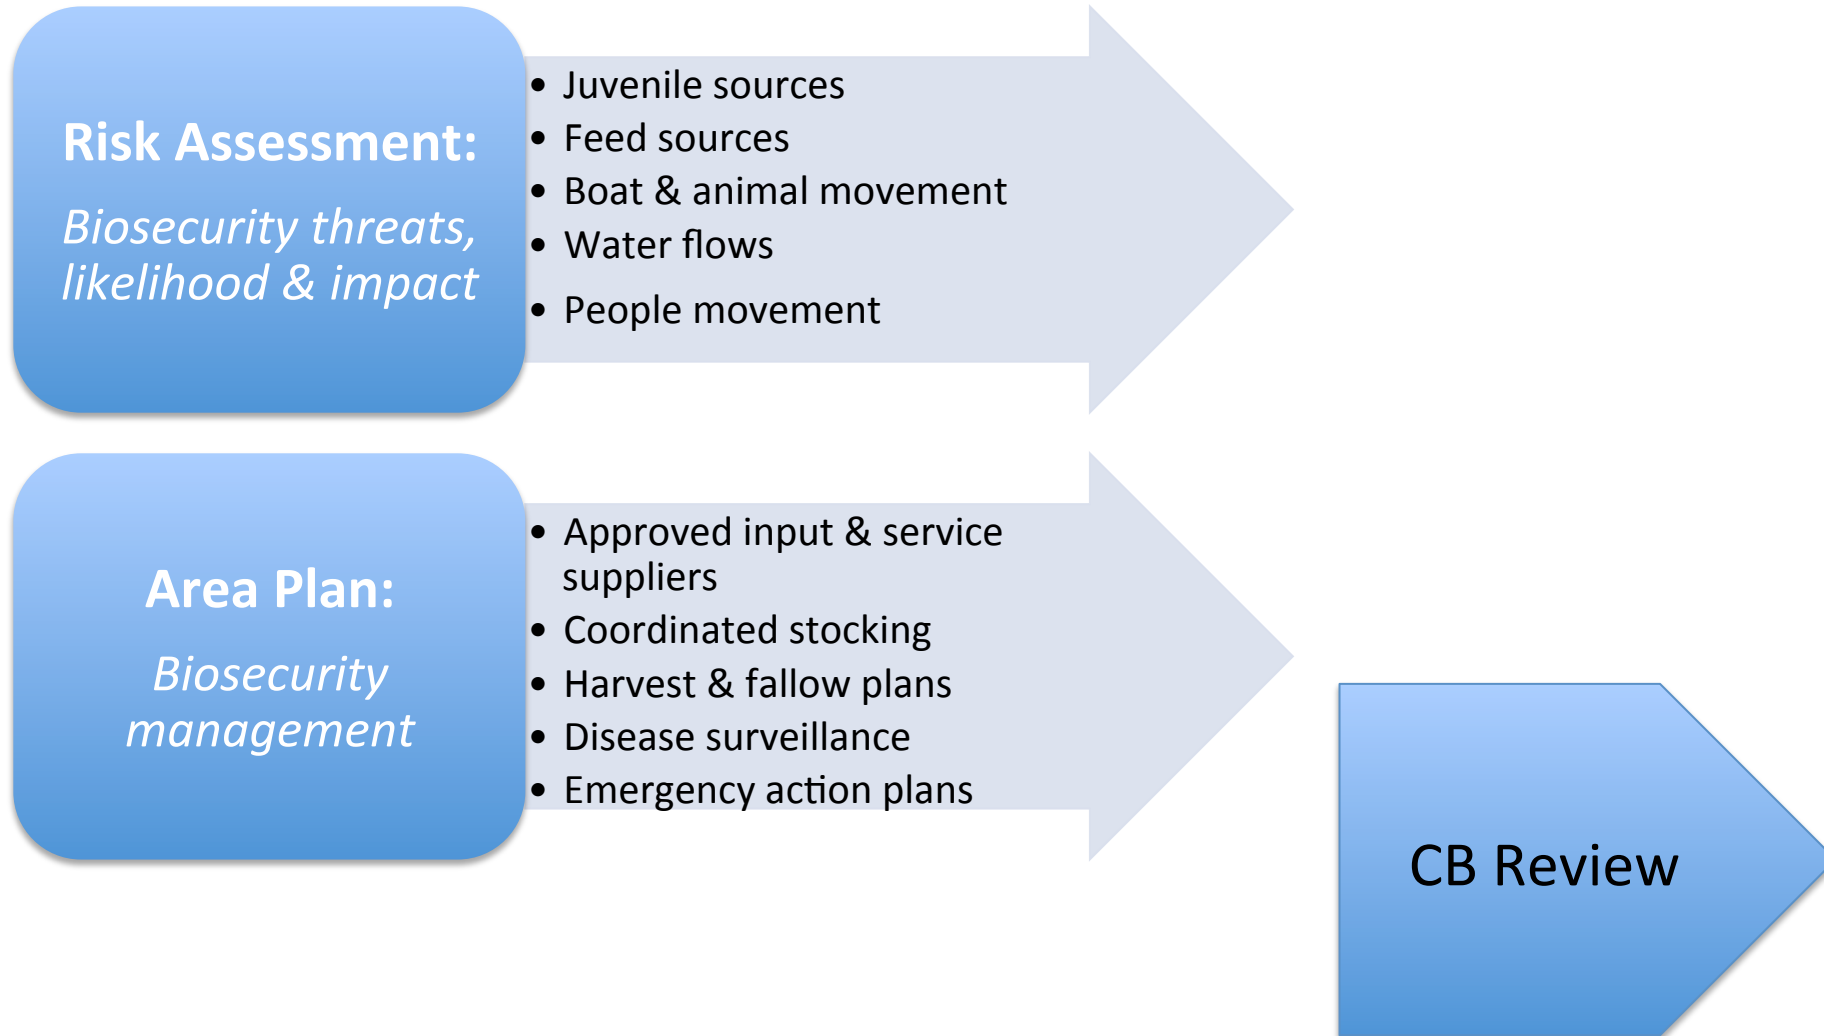 Risk Assessment:
Biosecurity threats,
likelihood & impact
• Juvenile sources
• Feed sources
• Boat & animal movement
• Water flows
• People movement
Area Plan:
Biosecurity
management
• Approved input & service
suppliers
• Coordinated stocking
• Harvest & fallow plans
• Disease surveillance
• Emergency action plans
CB Review